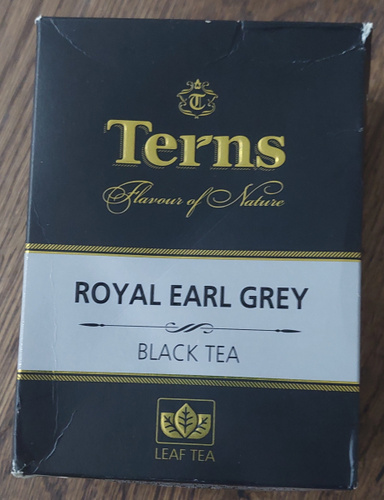 T
Terns
Flavour of Nature
ROYAL EARL GREY
BLACK TEA
LEAF TEA